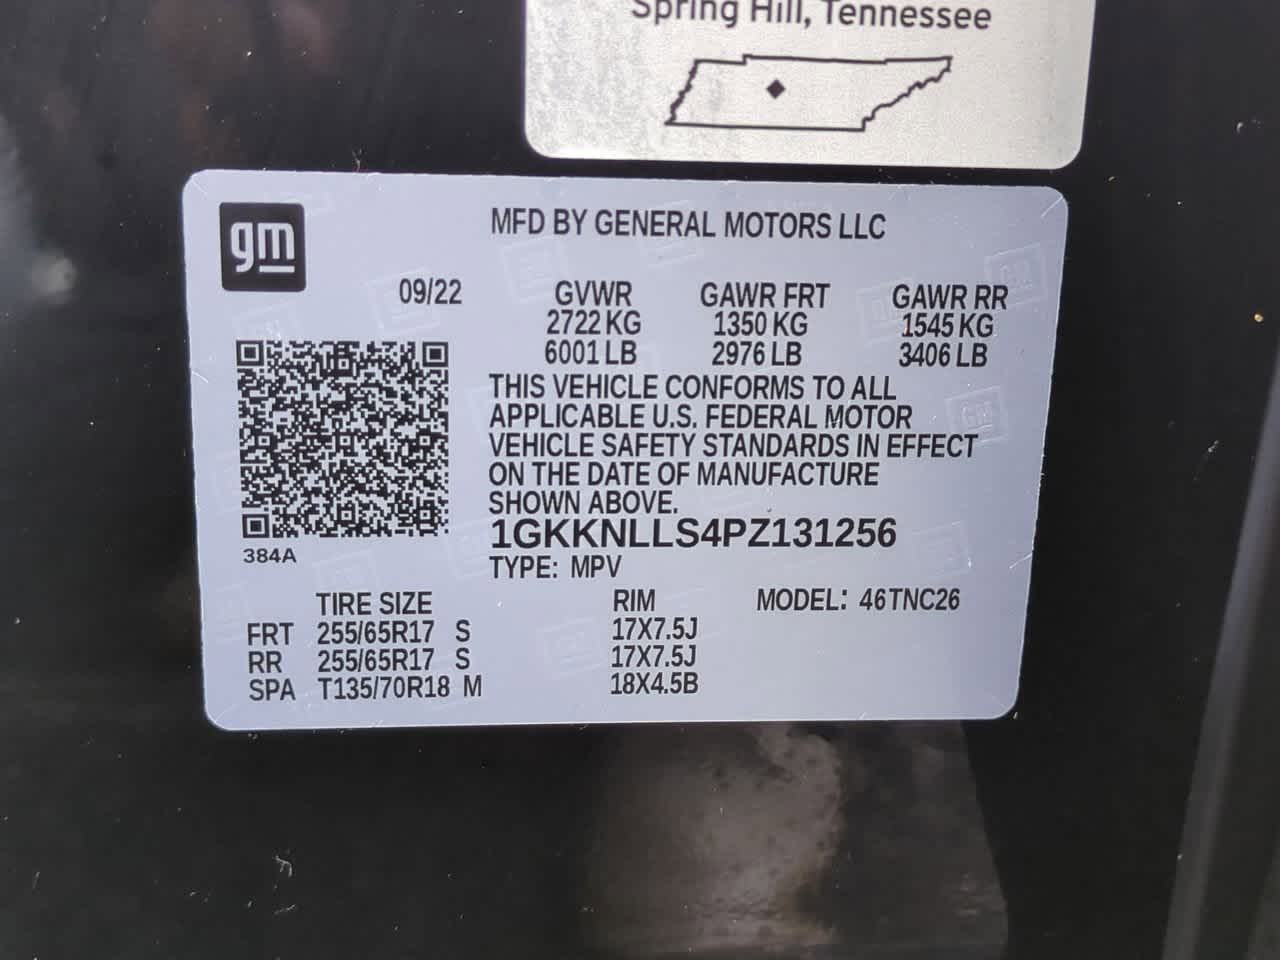 Spring Hill, Tennessee
gm
MFD BY GENERAL MOTORS LLC
09/22 GVWR GAWR FRT GAWR RR
2722 KG 1350 KG 1545 KG
6001 LB 2976 LB 3406 LB
THIS VEHICLE CONFORMS TO ALL
APPLICABLE U.S. FEDERAL MOTOR
VEHICLE SAFETY STANDARDS IN EFFECT
ON THE DATE OF MANUFACTURE
SHOWN ABOVE.
1GKKNLLS4PZ131256
384A
TYPE: MPV
TIRE SIZE RIM MODEL: 46TNC26
FRT 255/65R17 S 17X7.5J
RR 255/65R17 S 17X7.5J
SPA T135/70R18 M 18X4.5B